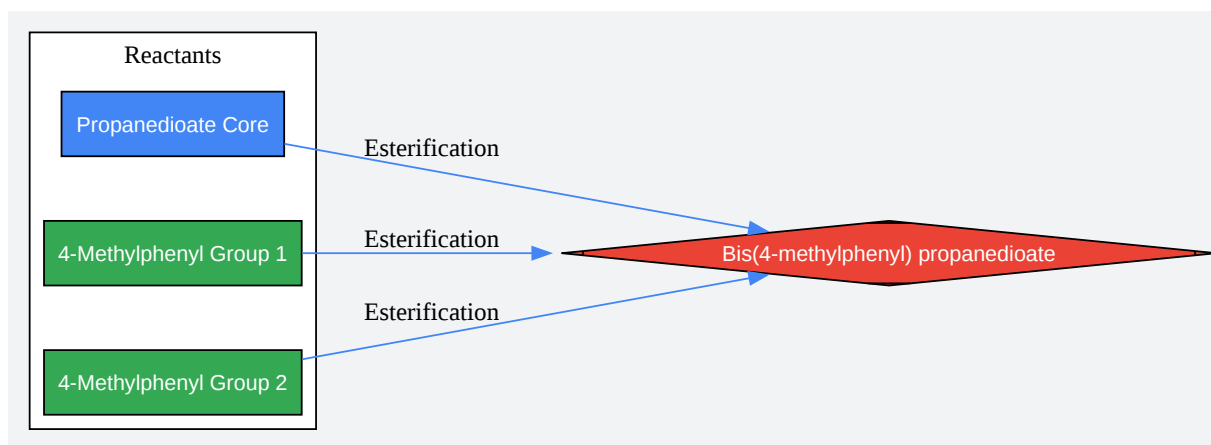 Reactants
Propanedioate Core
Esterification
4-Methylphenyl Group 1
Esterification
Bis(4-methylphenyl) propanedioate
Esterification
4-Methylphenyl Group 2